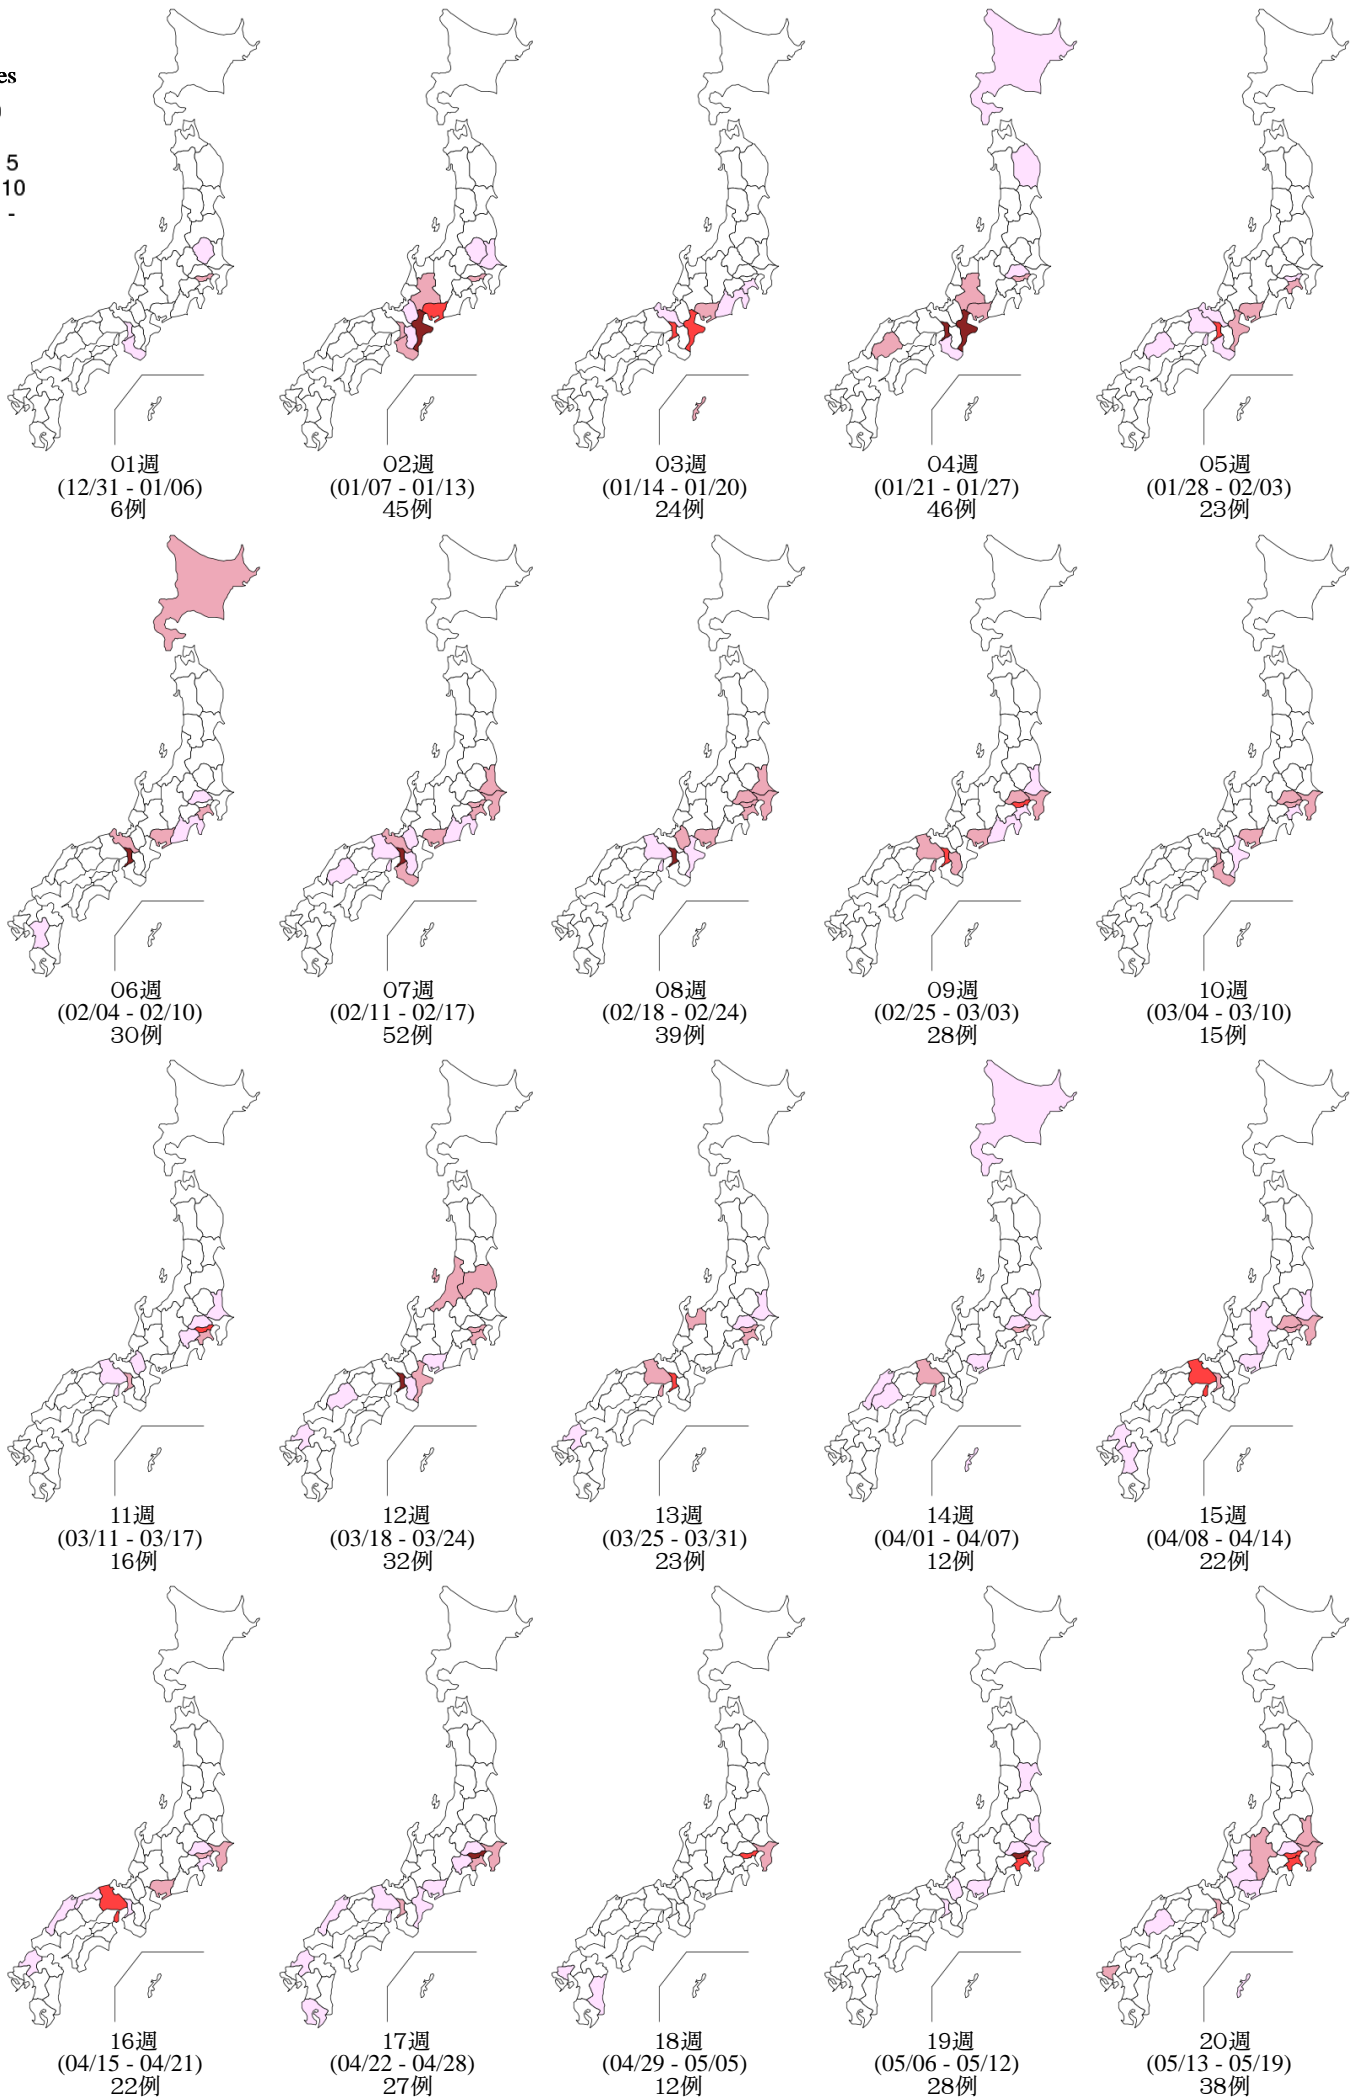 es
5
10
-
01週
(12/31 - 01/06)
6例
02週
(01/07 - 01/13)
45例
03週
(01/14 - 01/20)
24例
04週
(01/21 - 01/27)
46例
05週
(01/28 - 02/03)
23例
06週
(02/04 - 02/10)
30例
07週
(02/11 - 02/17)
52例
08週
(02/18 - 02/24)
39例
09週
(02/25 - 03/03)
28例
10週
(03/04 - 03/10)
15例
11週
(03/11 - 03/17)
16例
12週
(03/18 - 03/24)
32例
13週
(03/25 - 03/31)
23例
14週
(04/01 - 04/07)
12例
15週
(04/08 - 04/14)
22例
16週
(04/15 - 04/21)
22例
17週
(04/22 - 04/28)
27例
18週
(04/29 - 05/05)
12例
19週
(05/06 - 05/12)
28例
20週
(05/13 - 05/19)
38例